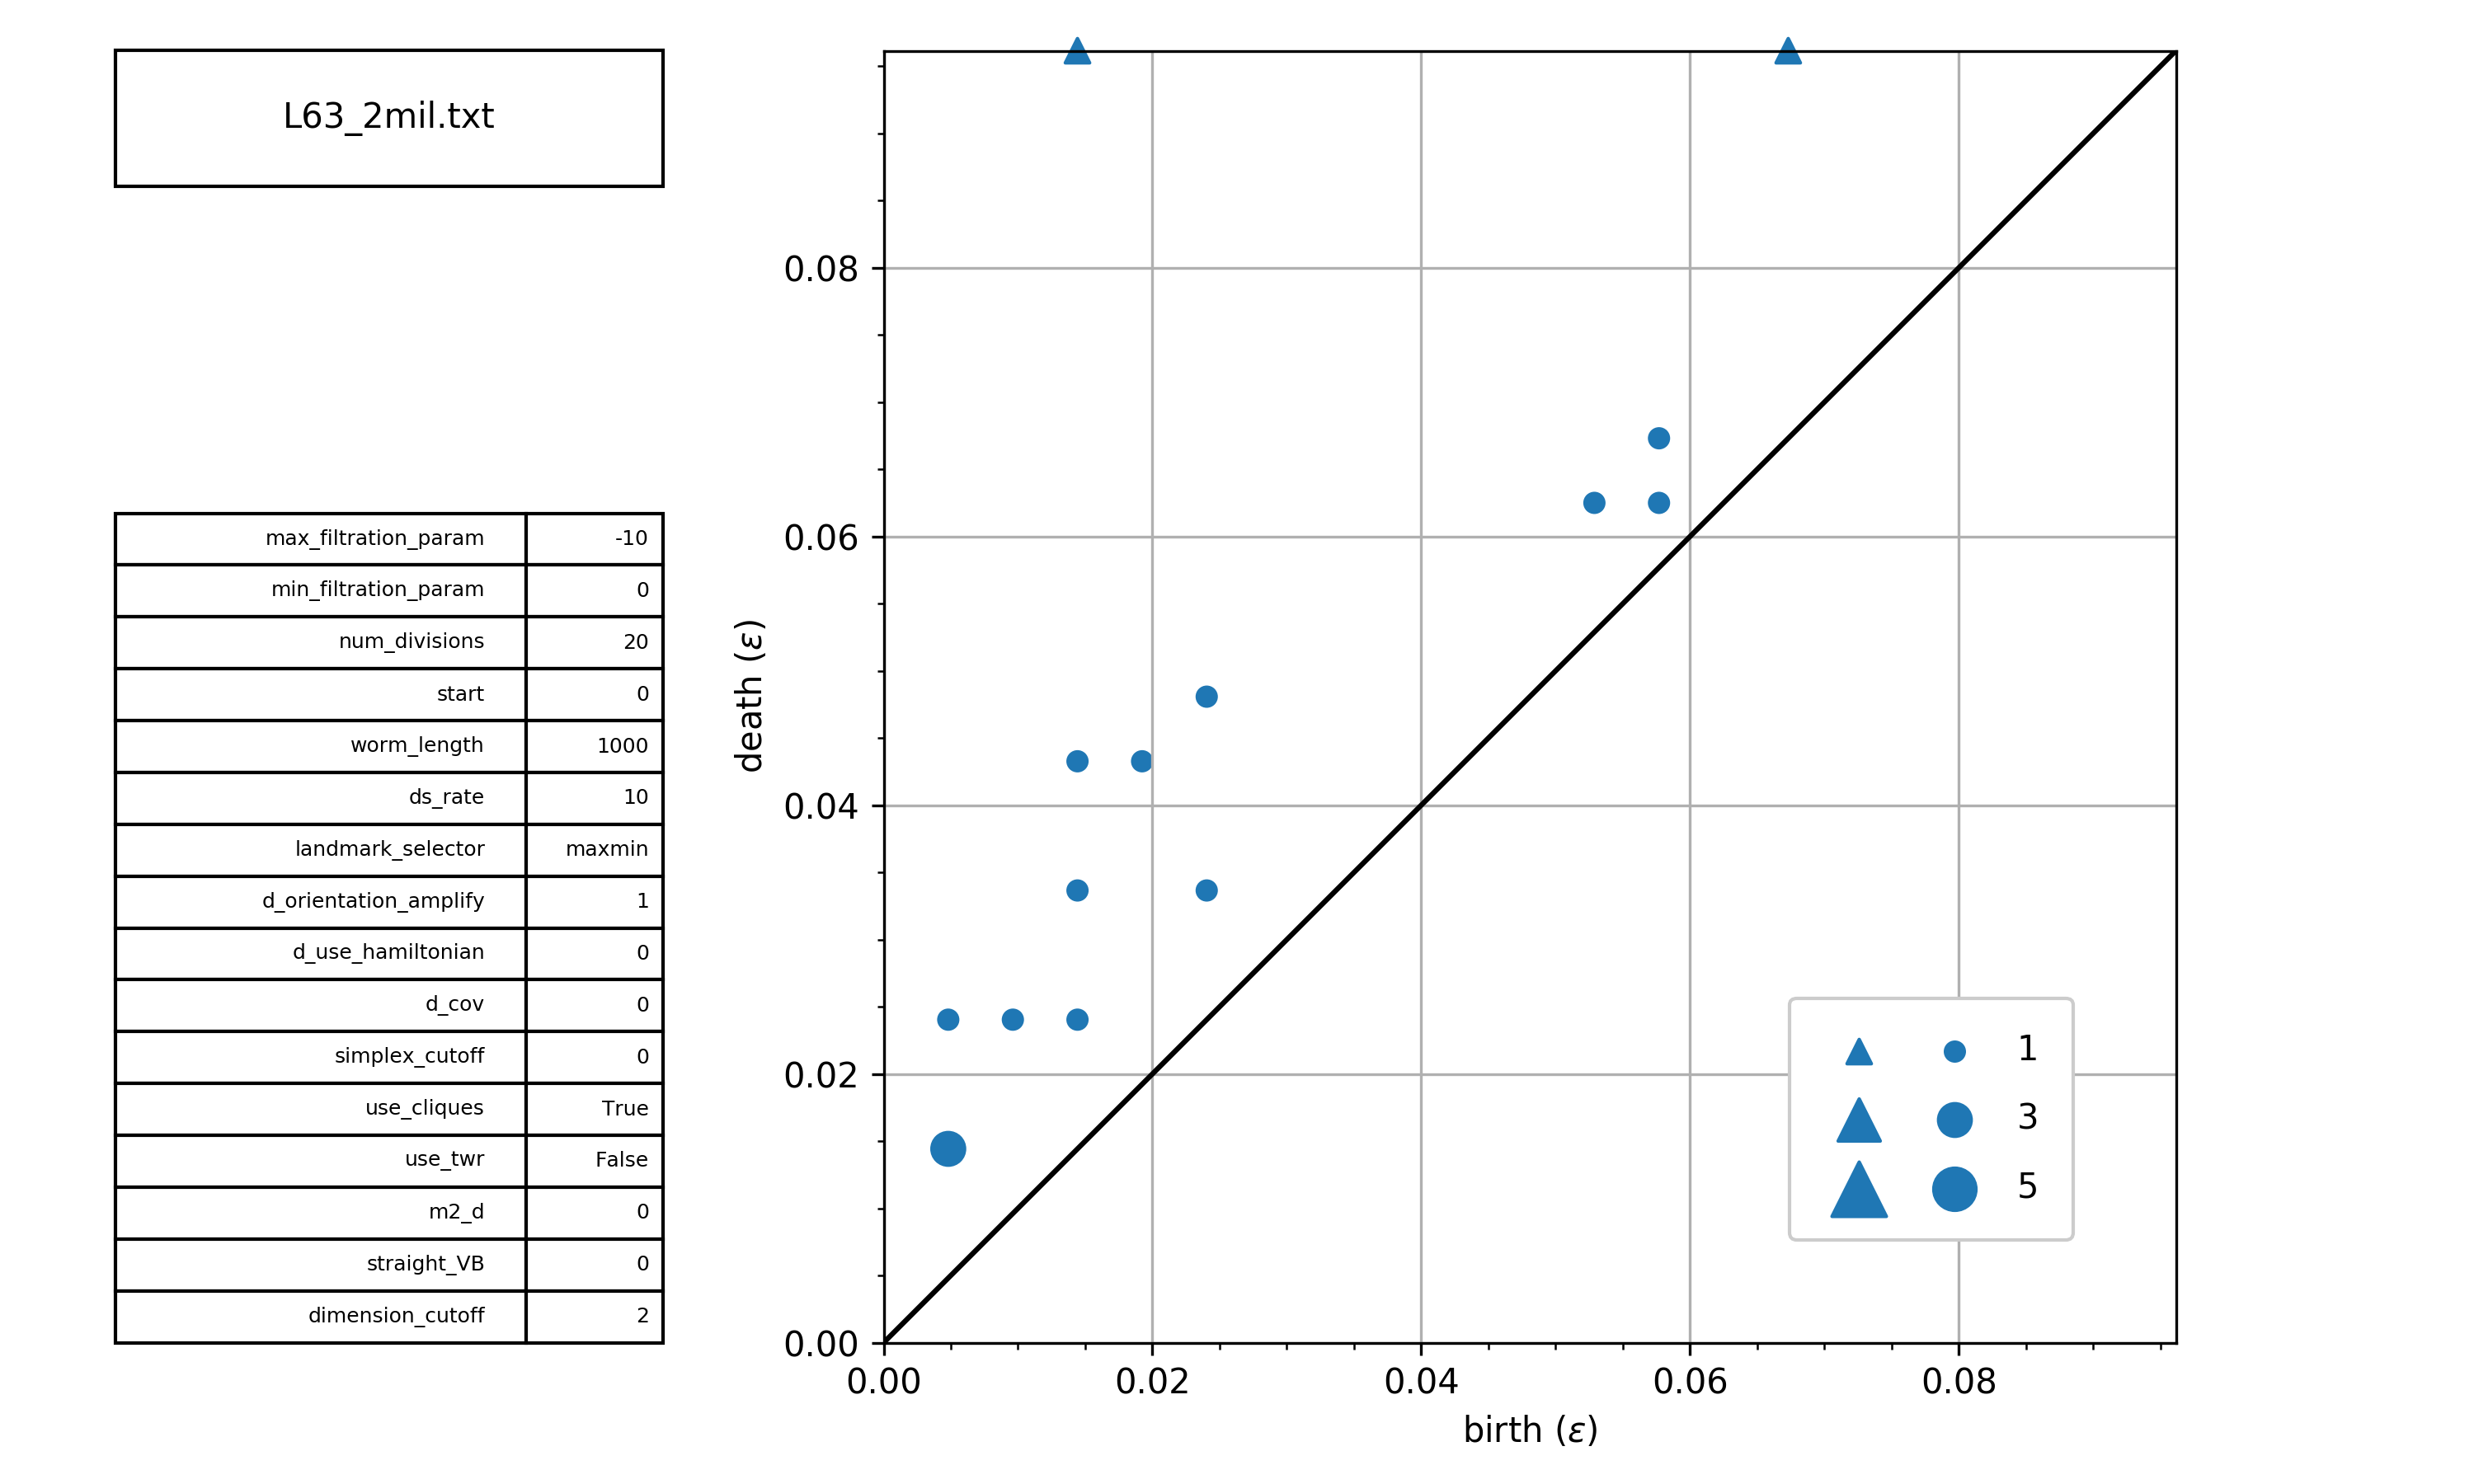 L63_2mil.txt
max_filtration_param -10
min_filtration_param 0
num_divisions 20
start 0
worm_length 1000
ds_rate 10
landmark_selector maxmin
d_orientation_amplify 1
d_use_hamiltonian 0
d_cov 0
simplex_cutoff 0
use_cliques True
use_twr False
m2_d 0
straight_VB 0
dimension_cutoff 2
death (ε)
0.08
0.06
0.04
0.02
0.00
0.00 0.02 0.04 0.06 0.08
birth (ε)
1
3
5